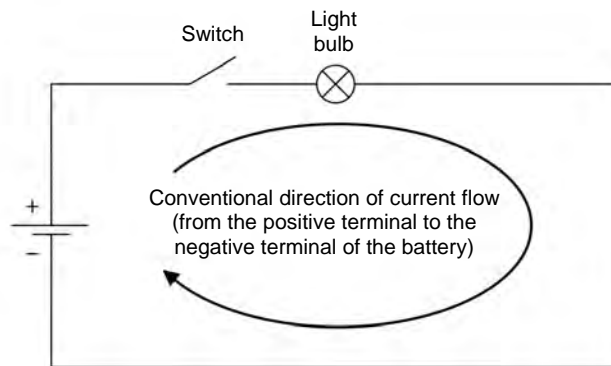 Switch
Light
bulb
+
−
Conventional direction of current flow
(from the positive terminal to the
negative terminal of the battery)